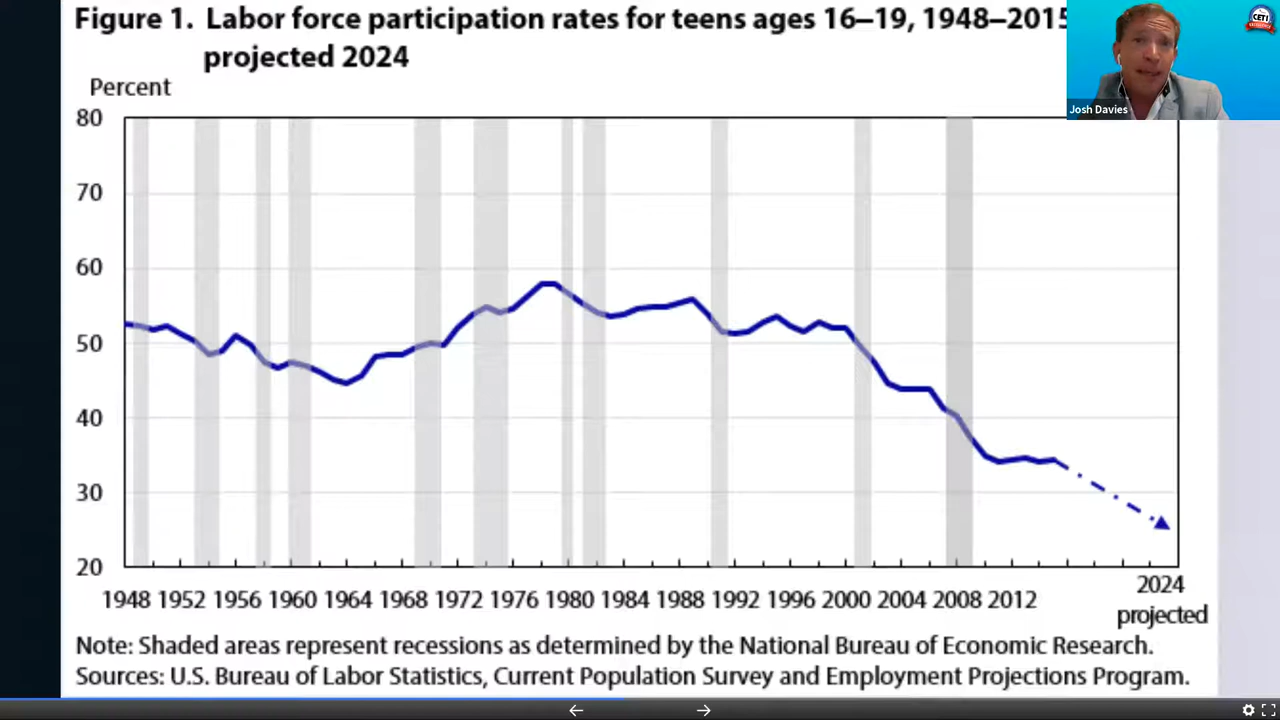 Figure 1. Labor force participation rates for teens ages 16–19, 1948–2015
projected 2024
Josh Davies
CETI
Percent
80
70
60
50
40
30
20
1948 1952 1956 1960 1964 1968 1972 1976 1980 1984 1988 1992 1996 2000 2004 2008 2012
2024
projected
Note: Shaded areas represent recessions as determined by the National Bureau of Economic Research.
Sources: U.S. Bureau of Labor Statistics, Current Population Survey and Employment Projections Program.